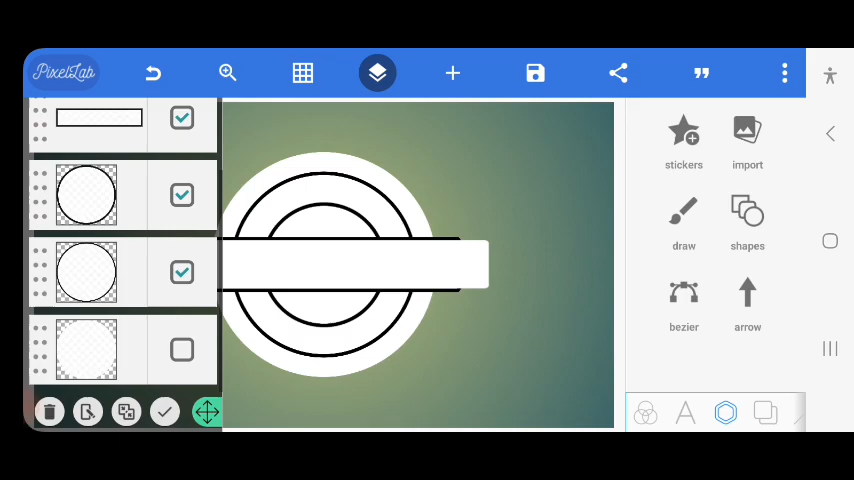 PixelLab
stickers
import
draw
shapes
bezier
arrow